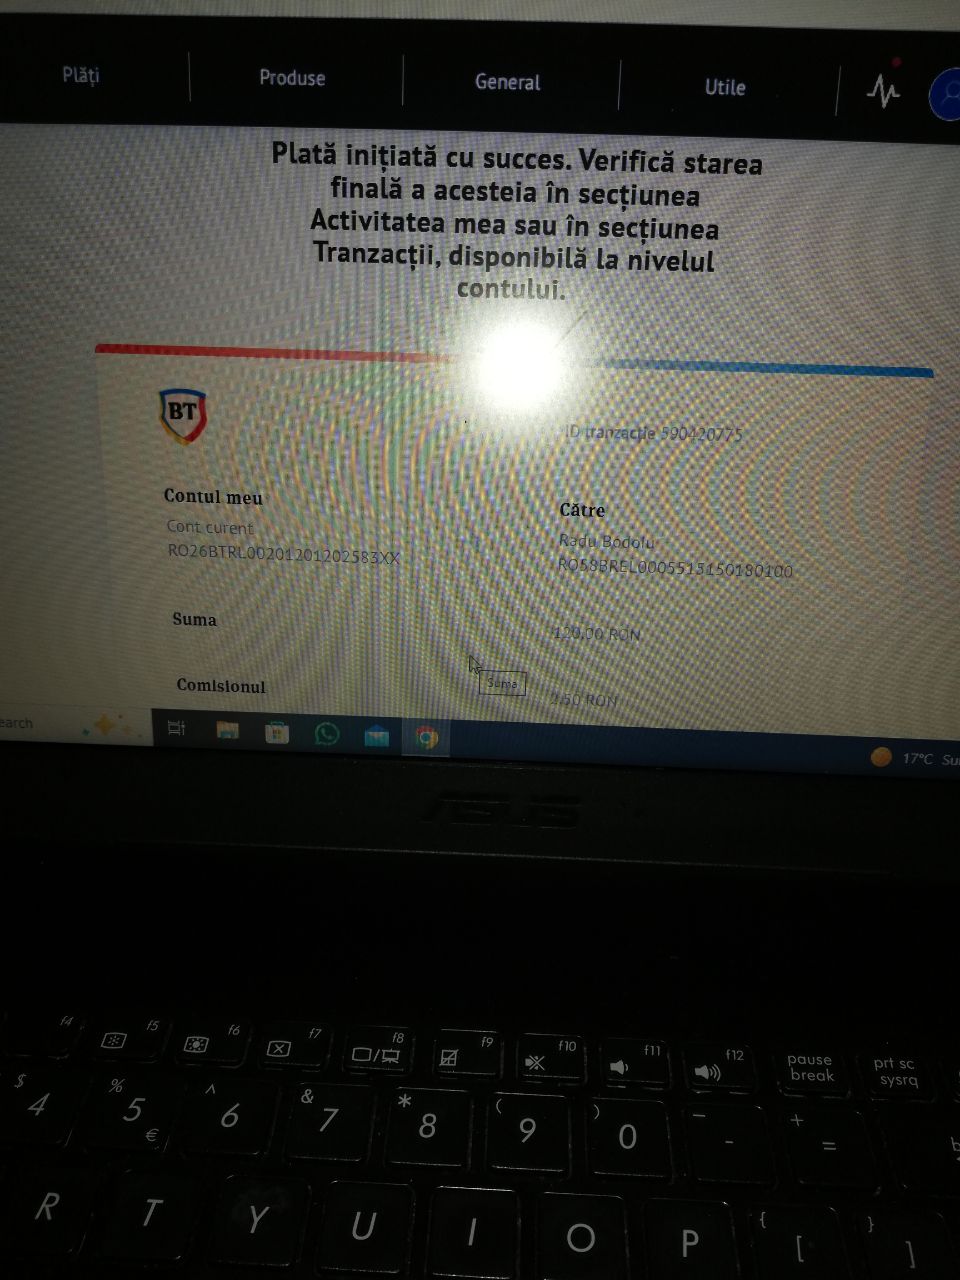 Plăți Produse General Utile
Plată inițiată cu succes. Verifică starea
finală a acesteia în secțiunea
Activitatea mea sau în secțiunea
Tranzacții, disponibilă la nivelul
contului.
BT
ID tranzacție 590420775
Contul meu
Cont curent
RO26BTRL00201201202583XX
Către
Radu Bodolu
RO58BREL0005515150180100
Suma
120,00 RON
Suma
Comisionul
2,50 RON
earch
17°C Su
ASUS
f4 f5 f6 f7 f8 f9 f10 f11 f12 pause break prt sc sysrq
$ 4 % 5 € ^ 6 & 7 * 8 ( 9 ) 0 _ - + =
R T Y U I O P { [ } ]